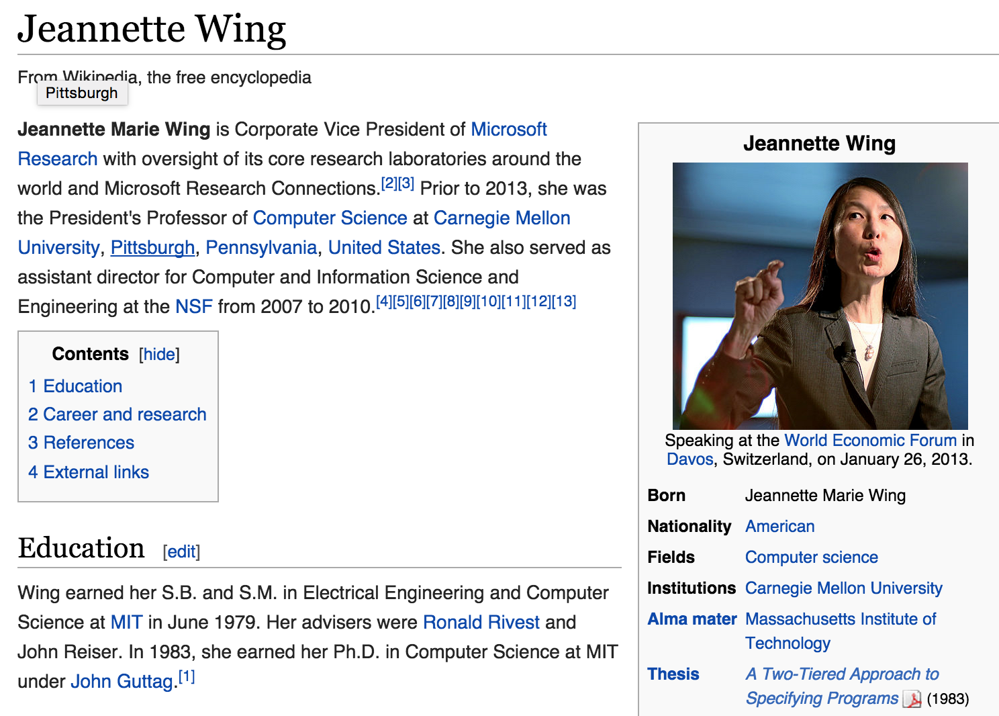 Jeannette Wing
From Wikipedia, the free encyclopedia
Pittsburgh
Jeannette Marie Wing is Corporate Vice President of Microsoft
Research with oversight of its core research laboratories around the
world and Microsoft Research Connections.[2][3] Prior to 2013, she was
the President's Professor of Computer Science at Carnegie Mellon
University, Pittsburgh, Pennsylvania, United States. She also served as
assistant director for Computer and Information Science and
Engineering at the NSF from 2007 to 2010.[4][5][6][7][8][9][10][11][12][13]
Contents [hide]
1 Education
2 Career and research
3 References
4 External links
Education [edit]
Wing earned her S.B. and S.M. in Electrical Engineering and Computer
Science at MIT in June 1979. Her advisers were Ronald Rivest and
John Reiser. In 1983, she earned her Ph.D. in Computer Science at MIT
under John Guttag.[1]
Jeannette Wing
Speaking at the World Economic Forum in
Davos, Switzerland, on January 26, 2013.
Born Jeannette Marie Wing
Nationality American
Fields Computer science
Institutions Carnegie Mellon University
Alma mater Massachusetts Institute of
Technology
Thesis A Two-Tiered Approach to
Specifying Programs (1983)